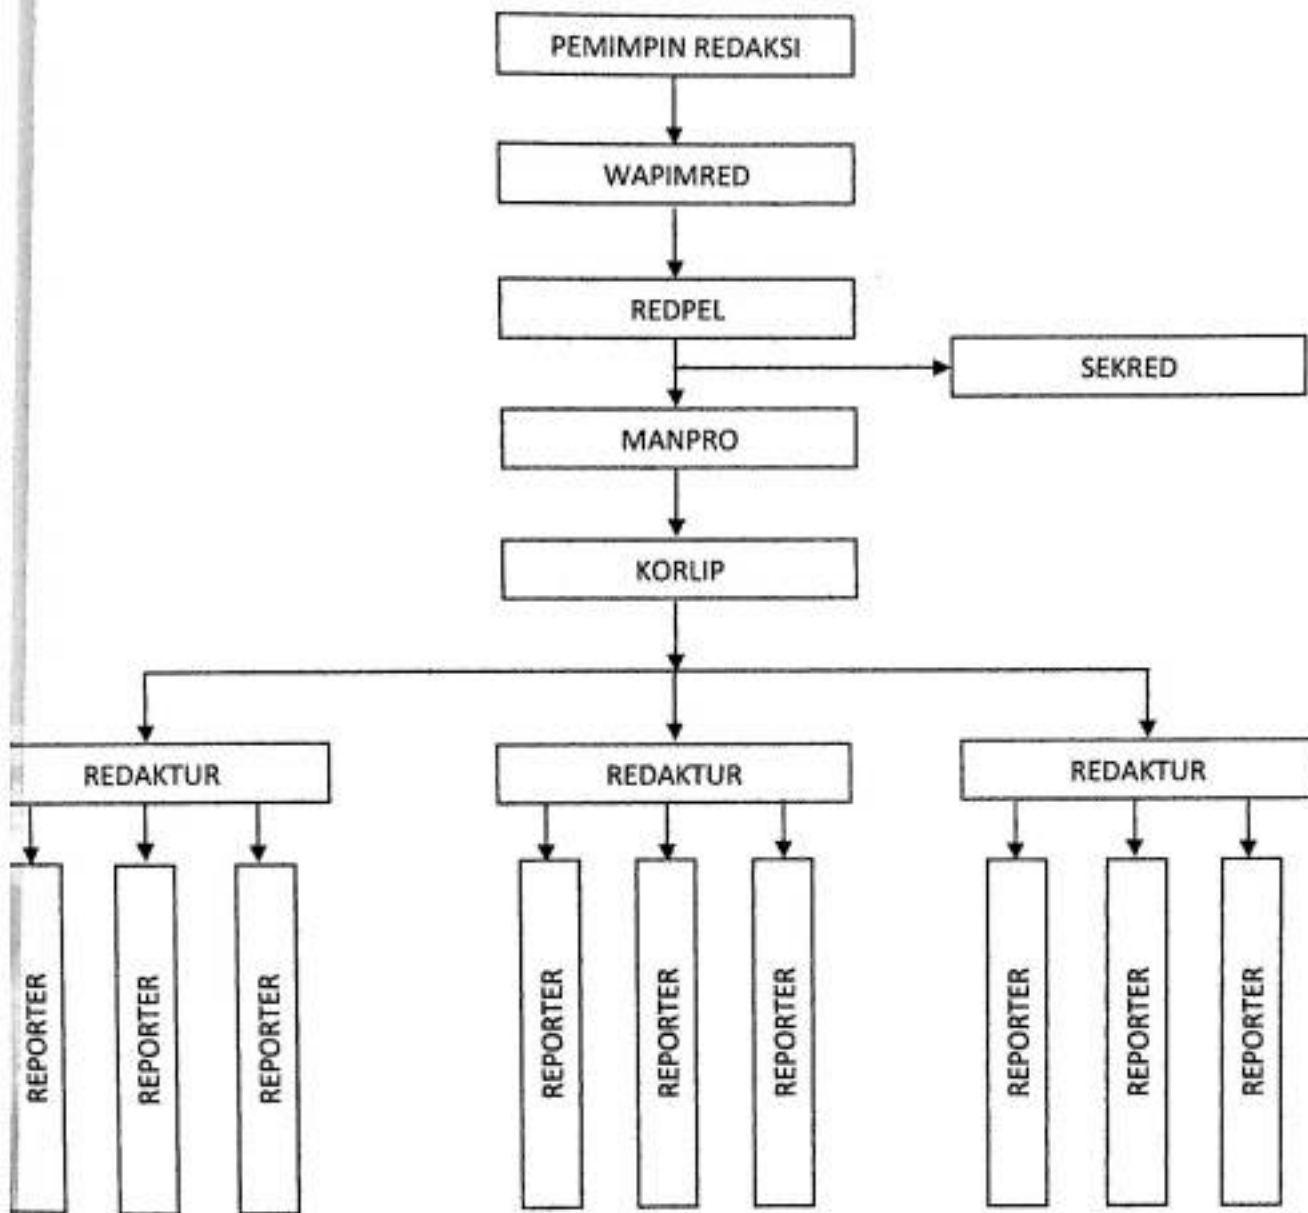 PEMIMPIN REDAKSI
WAPIMRED
REDPEL
SEKRED
MANPRO
KORLIP
REDAKTUR
REDAKTUR
REDAKTUR
REPORTER
REPORTER
REPORTER
REPORTER
REPORTER
REPORTER
REPORTER
REPORTER
REPORTER